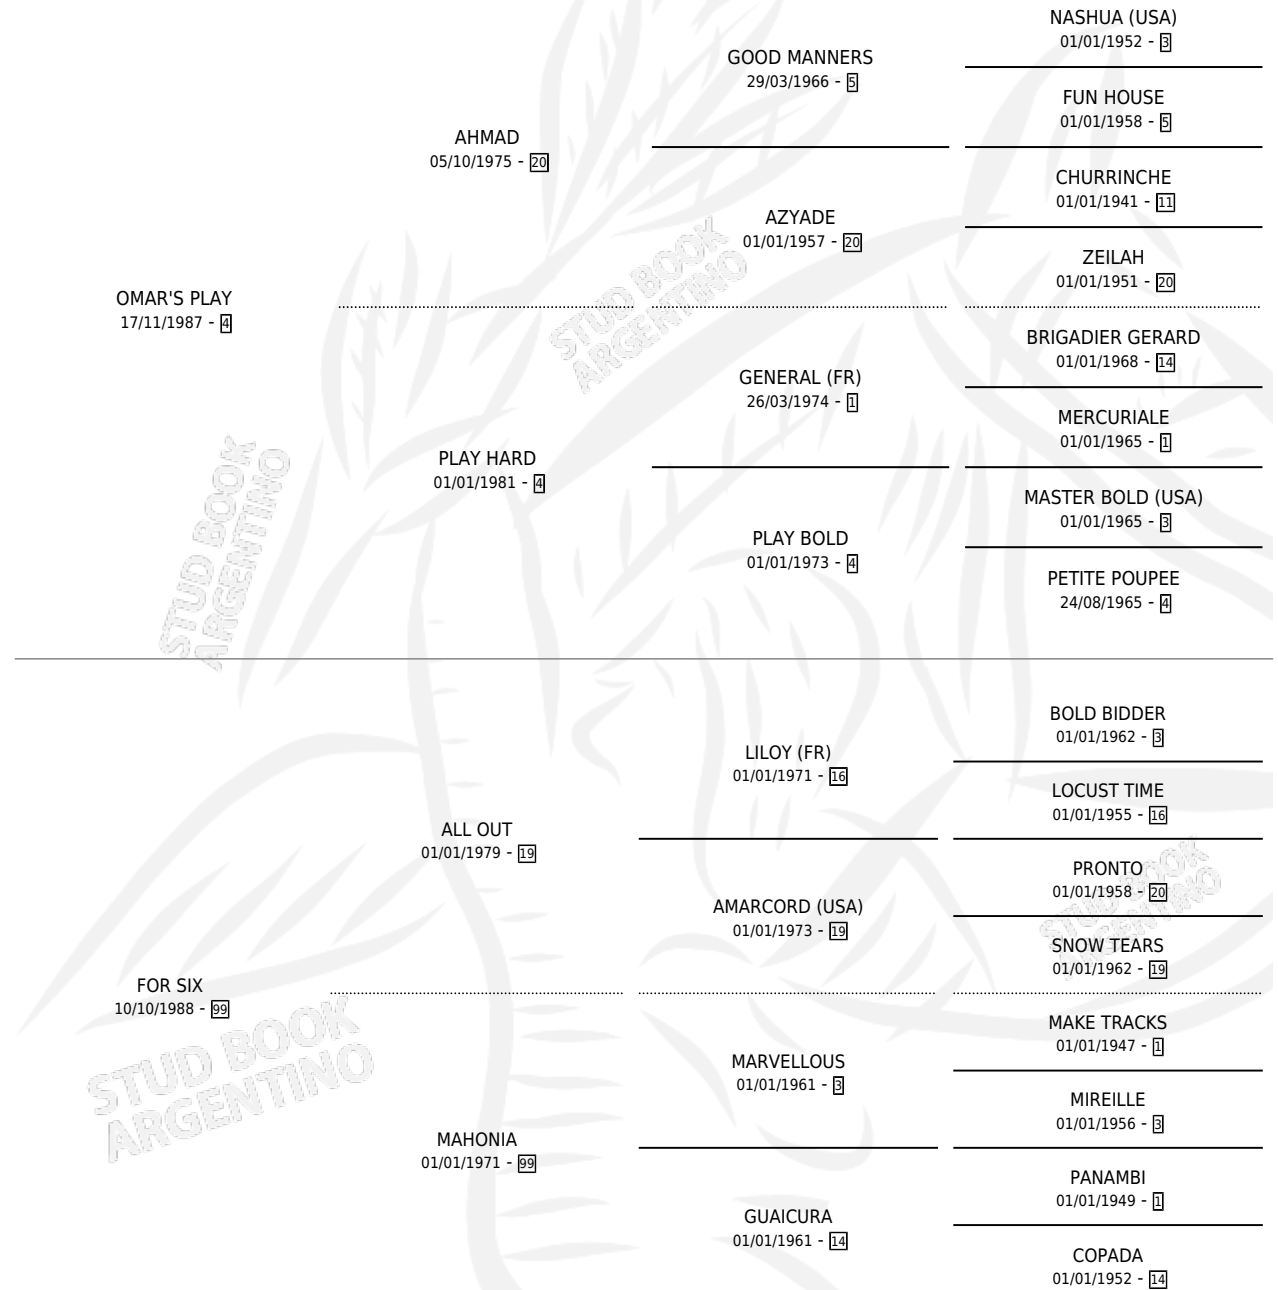 NASHUA (USA)
01/01/1952 - 3
GOOD MANNERS
29/03/1966 - 5
FUN HOUSE
01/01/1958 - 5
AHMAD
05/10/1975 - 20
CHURRINCHE
01/01/1941 - 11
AZYADE
01/01/1957 - 20
ZEILAH
01/01/1951 - 20
OMAR'S PLAY
17/11/1987 - 4
STUD BOOK
ARGENTINO
BRIGADIER GERARD
01/01/1968 - 14
GENERAL (FR)
26/03/1974 - 1
MERCURIALE
01/01/1965 - 1
PLAY HARD
01/01/1981 - 4
MASTER BOLD (USA)
01/01/1965 - 3
PLAY BOLD
01/01/1973 - 4
PETITE POUPEE
24/08/1965 - 4
STUD BOOK
ARGENTINO
BOLD BIDDER
01/01/1962 - 3
LILOY (FR)
01/01/1971 - 16
LOCUST TIME
01/01/1955 - 16
ALL OUT
01/01/1979 - 19
PRONTO
01/01/1958 - 20
AMARCORD (USA)
01/01/1973 - 19
STUD BOOK
ARGENTINO
SNOW TEARS
01/01/1962 - 19
FOR SIX
10/10/1988 - 99
STUD BOOK
ARGENTINO
MAKE TRACKS
01/01/1947 - 1
MARVELLOUS
01/01/1961 - 3
MIREILLE
01/01/1956 - 3
MAHONIA
01/01/1971 - 99
PANAMBI
01/01/1949 - 1
GUAICURA
01/01/1961 - 14
COPADA
01/01/1952 - 14